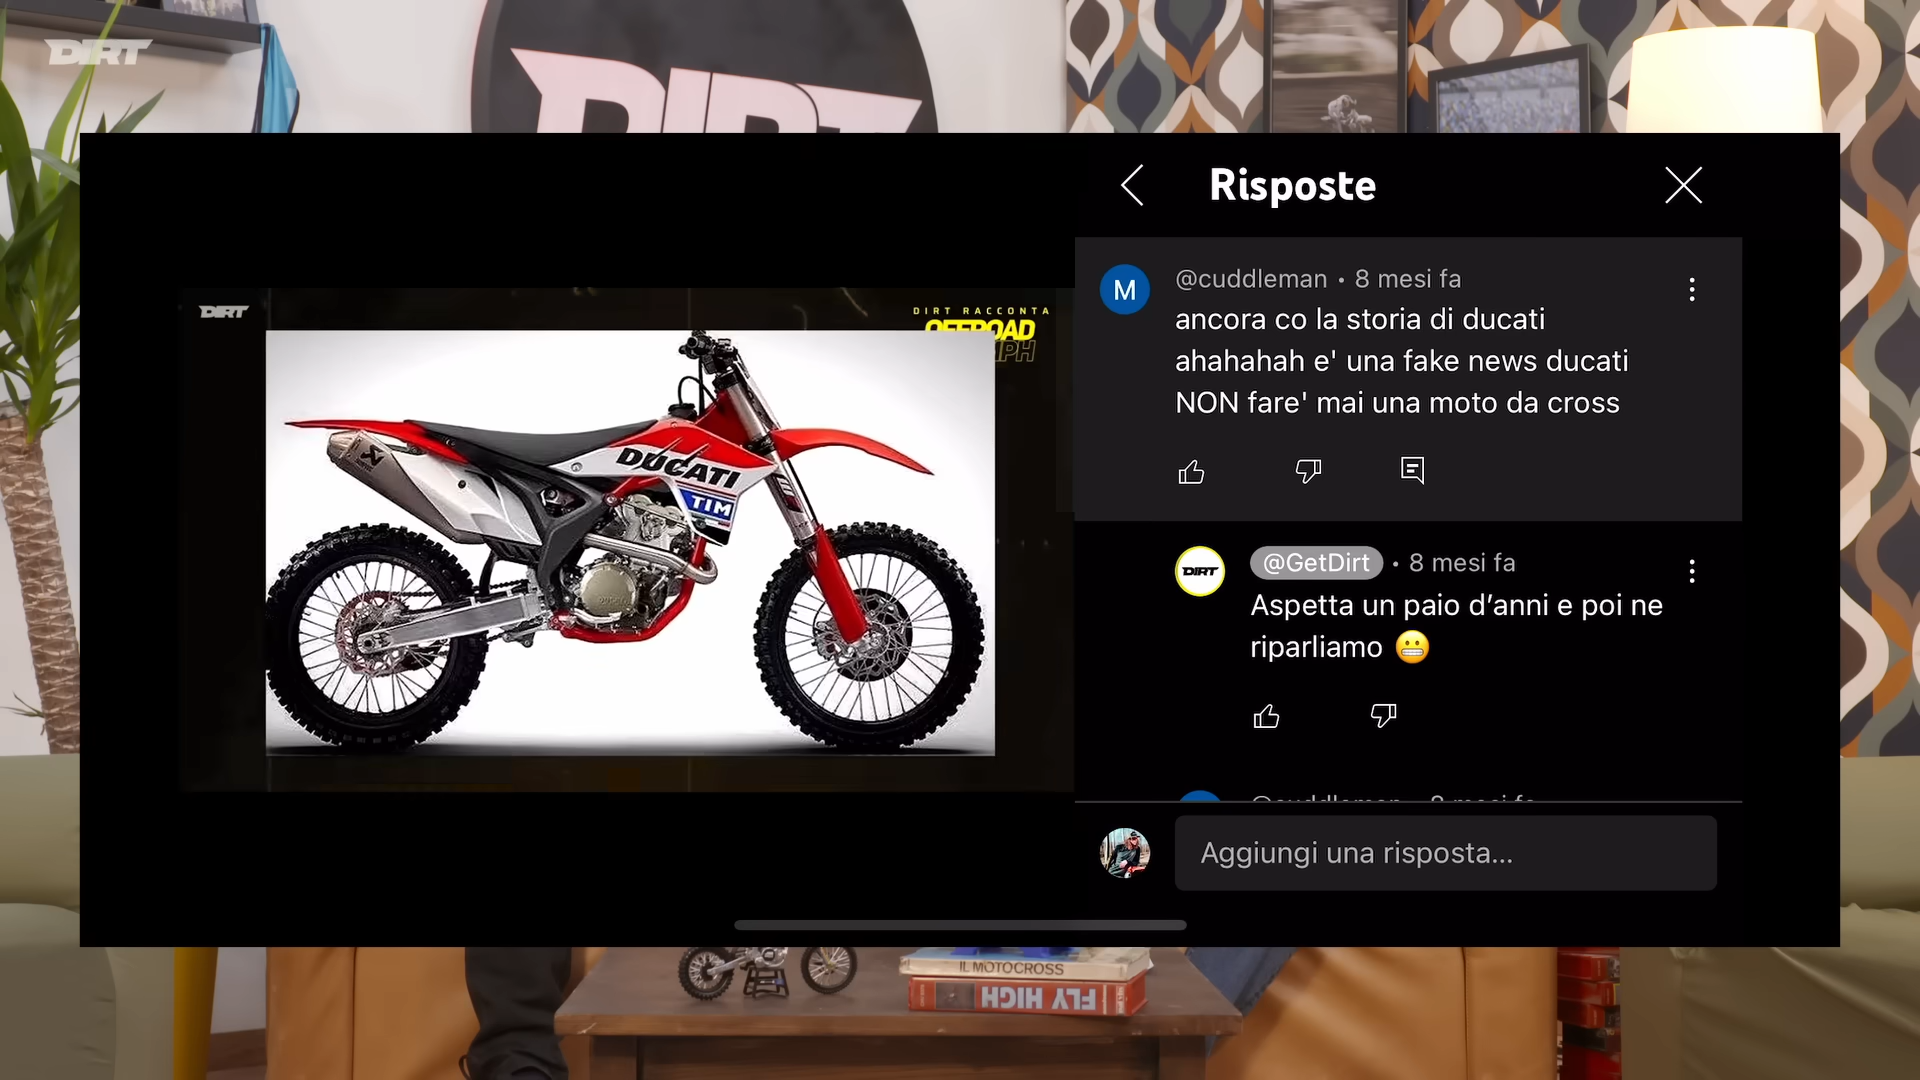 DIRT
DIRT
Risposte
@cuddleman • 8 mesi fa
ancora co la storia di ducati
ahahahah e' una fake news ducati
NON fare' mai una moto da cross
DIRT
DIRT RACCONTA
OFFROAD
DUCATI
TIM
M
DIRT
@GetDirt • 8 mesi fa
Aspetta un paio d’anni e poi ne
riparliamo 😬
Aggiungi una risposta...
IL MOTOCROSS
FLY HIGH